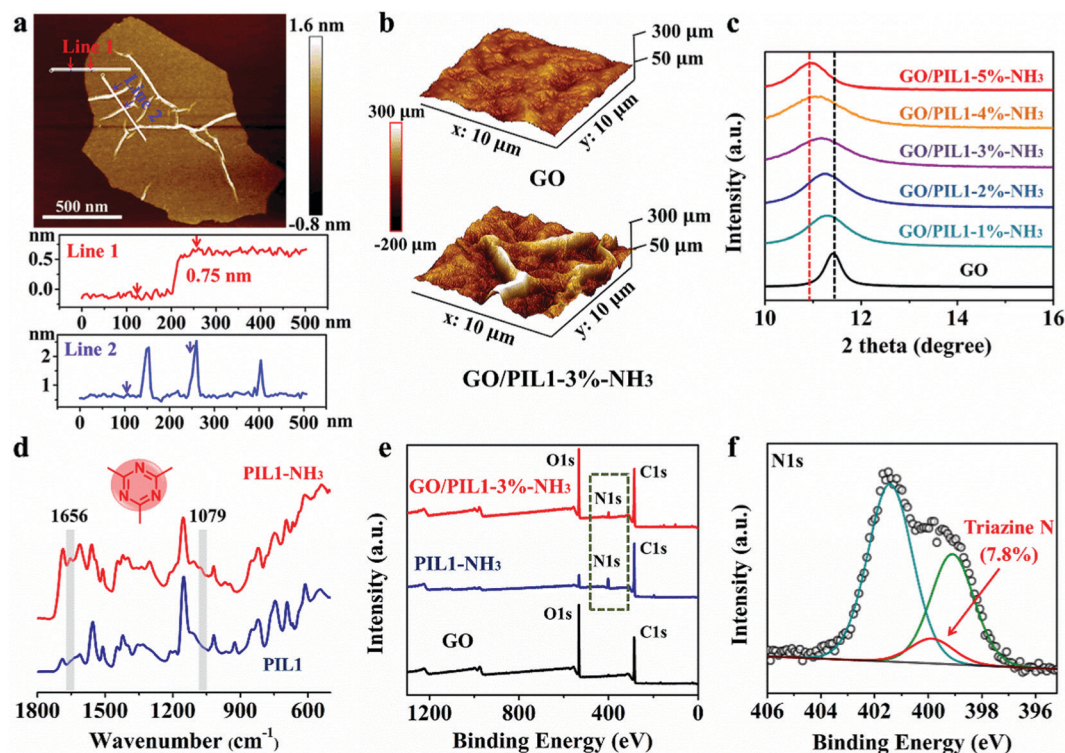 a
1.6 nm
Line 1
Line 2
500 nm
-0.8 nm
nm
Line 1
0.5
0.75 nm
0.0
0 100 200 300 400 500 nm
nm
Line 2
2
1
0 100 200 300 400 500 nm
b
300 μm
50 μm
x: 10 μm
y: 10 μm
GO
300 μm
-200 μm
300 μm
50 μm
x: 10 μm
y: 10 μm
GO/PIL1-3%-NH₃
c
Intensity (a.u.)
GO/PIL1-5%-NH₃
GO/PIL1-4%-NH₃
GO/PIL1-3%-NH₃
GO/PIL1-2%-NH₃
GO/PIL1-1%-NH₃
GO
10 12 14 16
2 theta (degree)
d
N
N
N
PIL1-NH₃
1656
1079
PIL1
1800 1500 1200 900 600
Wavenumber (cm⁻¹)
e
Intensity (a.u.)
O1s
C1s
GO/PIL1-3%-NH₃
N1s
C1s
PIL1-NH₃
N1s
O1s
C1s
GO
1200 800 400 0
Binding Energy (eV)
f
Intensity (a.u.)
N1s
Triazine N
(7.8%)
406 404 402 400 398 396
Binding Energy (eV)